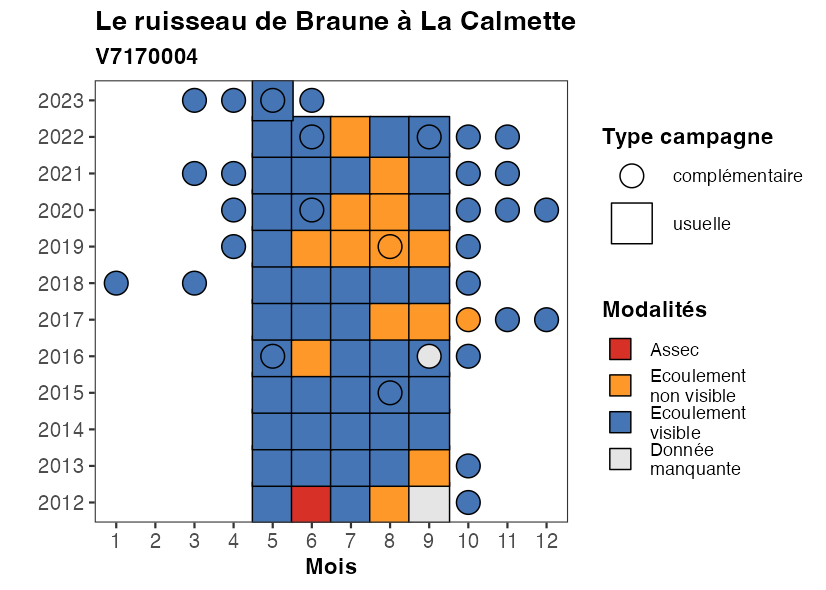 Le ruisseau de Braune à La Calmette
V7170004
2023
2022
2021
2020
2019
2018
2017
2016
2015
2014
2013
2012
1 2 3 4 5 6 7 8 9 10 11 12
Mois
Type campagne
complémentaire
usuelle
Modalités
Assec
Ecoulement
non visible
Ecoulement
visible
Donnée
manquante